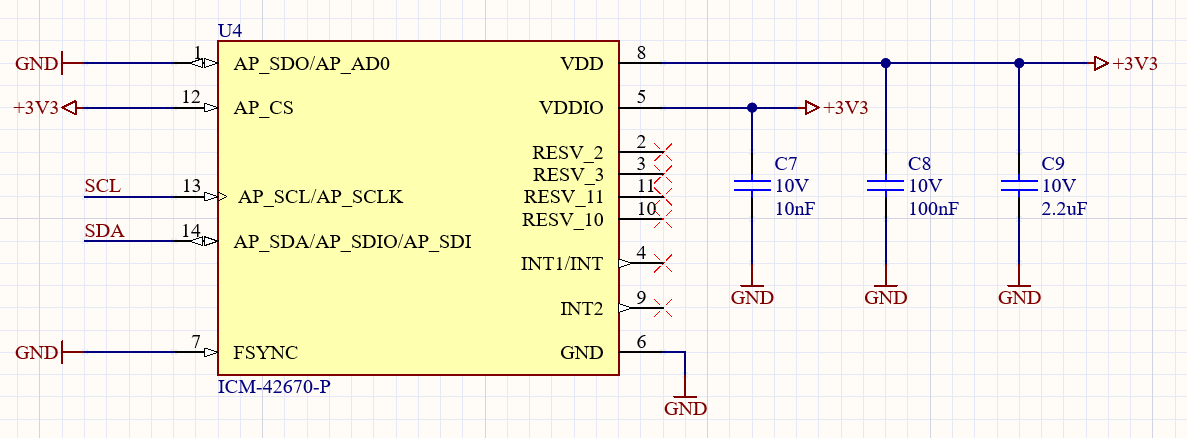 U4
GND 1 AP_SDO/AP_AD0 VDD 8 +3V3
+3V3 12 AP_CS VDDIO 5 +3V3
RESV_2 2
RESV_3 3
SCL 13 AP_SCL/AP_SCLK RESV_11 11
RESV_10 10
SDA 14 AP_SDA/AP_SDIO/AP_SDI
INT1/INT 4
INT2 9
GND 7 FSYNC GND 6
ICM-42670-P
GND
C7
10V
10nF
GND
C8
10V
100nF
GND
C9
10V
2.2uF
GND